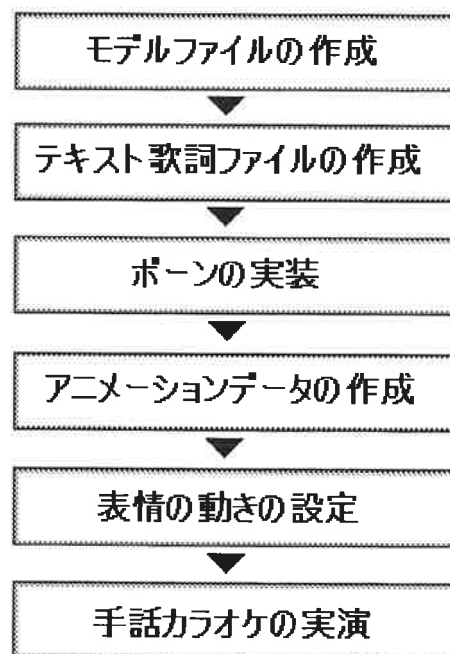 モデルファイルの作成
テキスト歌詞ファイルの作成
ボーンの実装
アニメーションデータの作成
表情の動きの設定
手話カラオケの実演